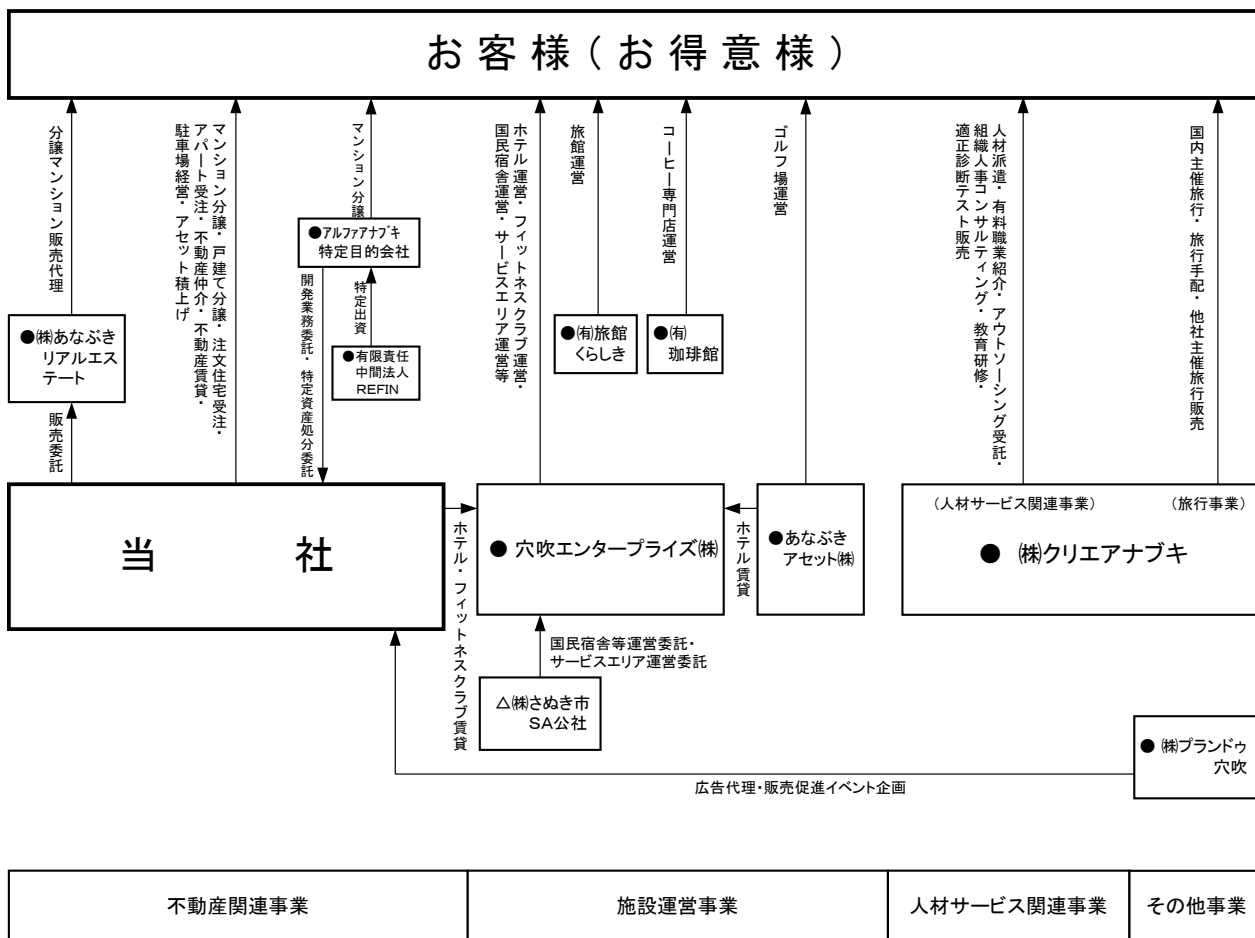 お客様(お得意様)
分譲マンション販売代理
マンション分譲・戸建て分譲・注文住宅受注・
アパート受注・不動産仲介・不動産賃貸・
駐車場経営・アセット積上げ
マンション分譲
ホテル運営・フィットネスクラブ運営・
国民宿舎運営・サービスエリア運営等
旅館運営
コーヒー専門店運営
ゴルフ場運営
人材派遣・有料職業紹介・アウトソーシング受託・
組織人事コンサルティング・教育研修・
適正診断テスト販売
国内主催旅行・旅行手配・他社主催旅行販売
●アルファアナブキ
特定目的会社
開発業務委託・特定資産処分委託
特定出資
●㈱あなぶき
リアルエス
テート
●有限責任
中間法人
REFIN
●㈲旅館
くらしき
●㈲
珈琲館
販売委託
当社
ホテル・フィットネスクラブ賃貸
●穴吹エンタープライズ㈱
ホテル賃貸
●あなぶき
アセット㈱
(人材サービス関連事業)
(旅行事業)
●㈱クリエアナブキ
国民宿舎等運営委託・
サービスエリア運営委託
△㈱さぬき市
SA公社
●㈱プランドゥ
穴吹
広告代理・販売促進イベント企画
不動産関連事業
施設運営事業
人材サービス関連事業
その他事業